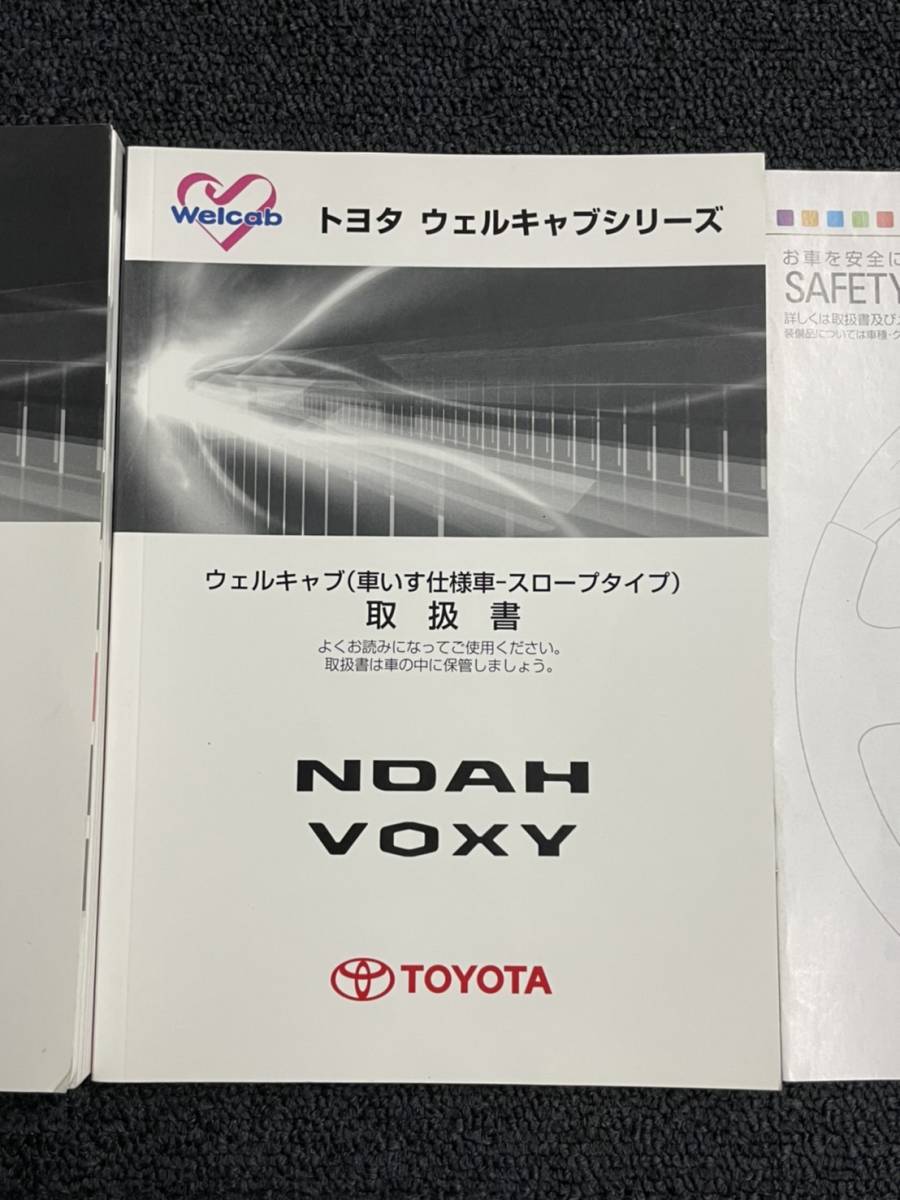 Welcab
トヨタ ウェルキャブシリーズ
ウェルキャブ(車いす仕様車-スロープタイプ)
取扱書
よくお読みになってご使用ください。
取扱書は車の中に保管しましょう。
NOAH
VOXY
TOYOTA
お車を安全に
SAFETY
詳しくは取扱書及び
装備品については車種・グ